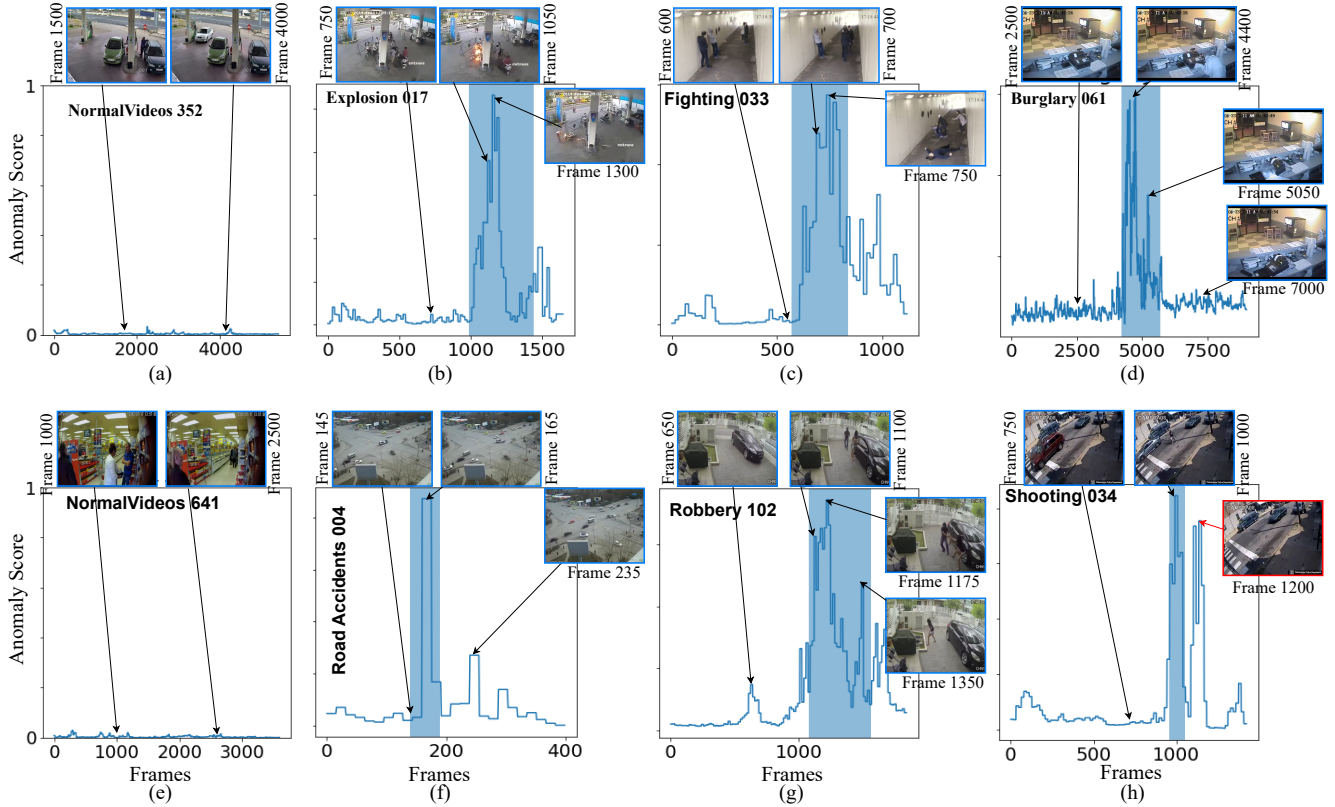 Frame 1500
Frame 4000
Frame 750
Frame 1050
Frame 600
Frame 700
Frame 2500
Frame 4400
NormalVideos 352
Explosion 017
Fighting 033
Burglary 061
Frame 1300
Frame 750
Frame 5050
Frame 7000
Anomaly Score
1
0
0 2000 4000
0 500 1000 1500
0 500 1000
0 2500 5000 7500
(a) (b) (c) (d)
Frame 1000
Frame 2500
Frame 145
Frame 165
Frame 650
Frame 1100
Frame 750
Frame 1000
NormalVideos 641
Road Accidents 004
Robbery 102
Shooting 034
Frame 235
Frame 1175
Frame 1350
Frame 1200
Anomaly Score
1
0
0 1000 2000 3000
0 200 400
0 1000
0 500 1000
Frames Frames Frames Frames
(e) (f) (g) (h)